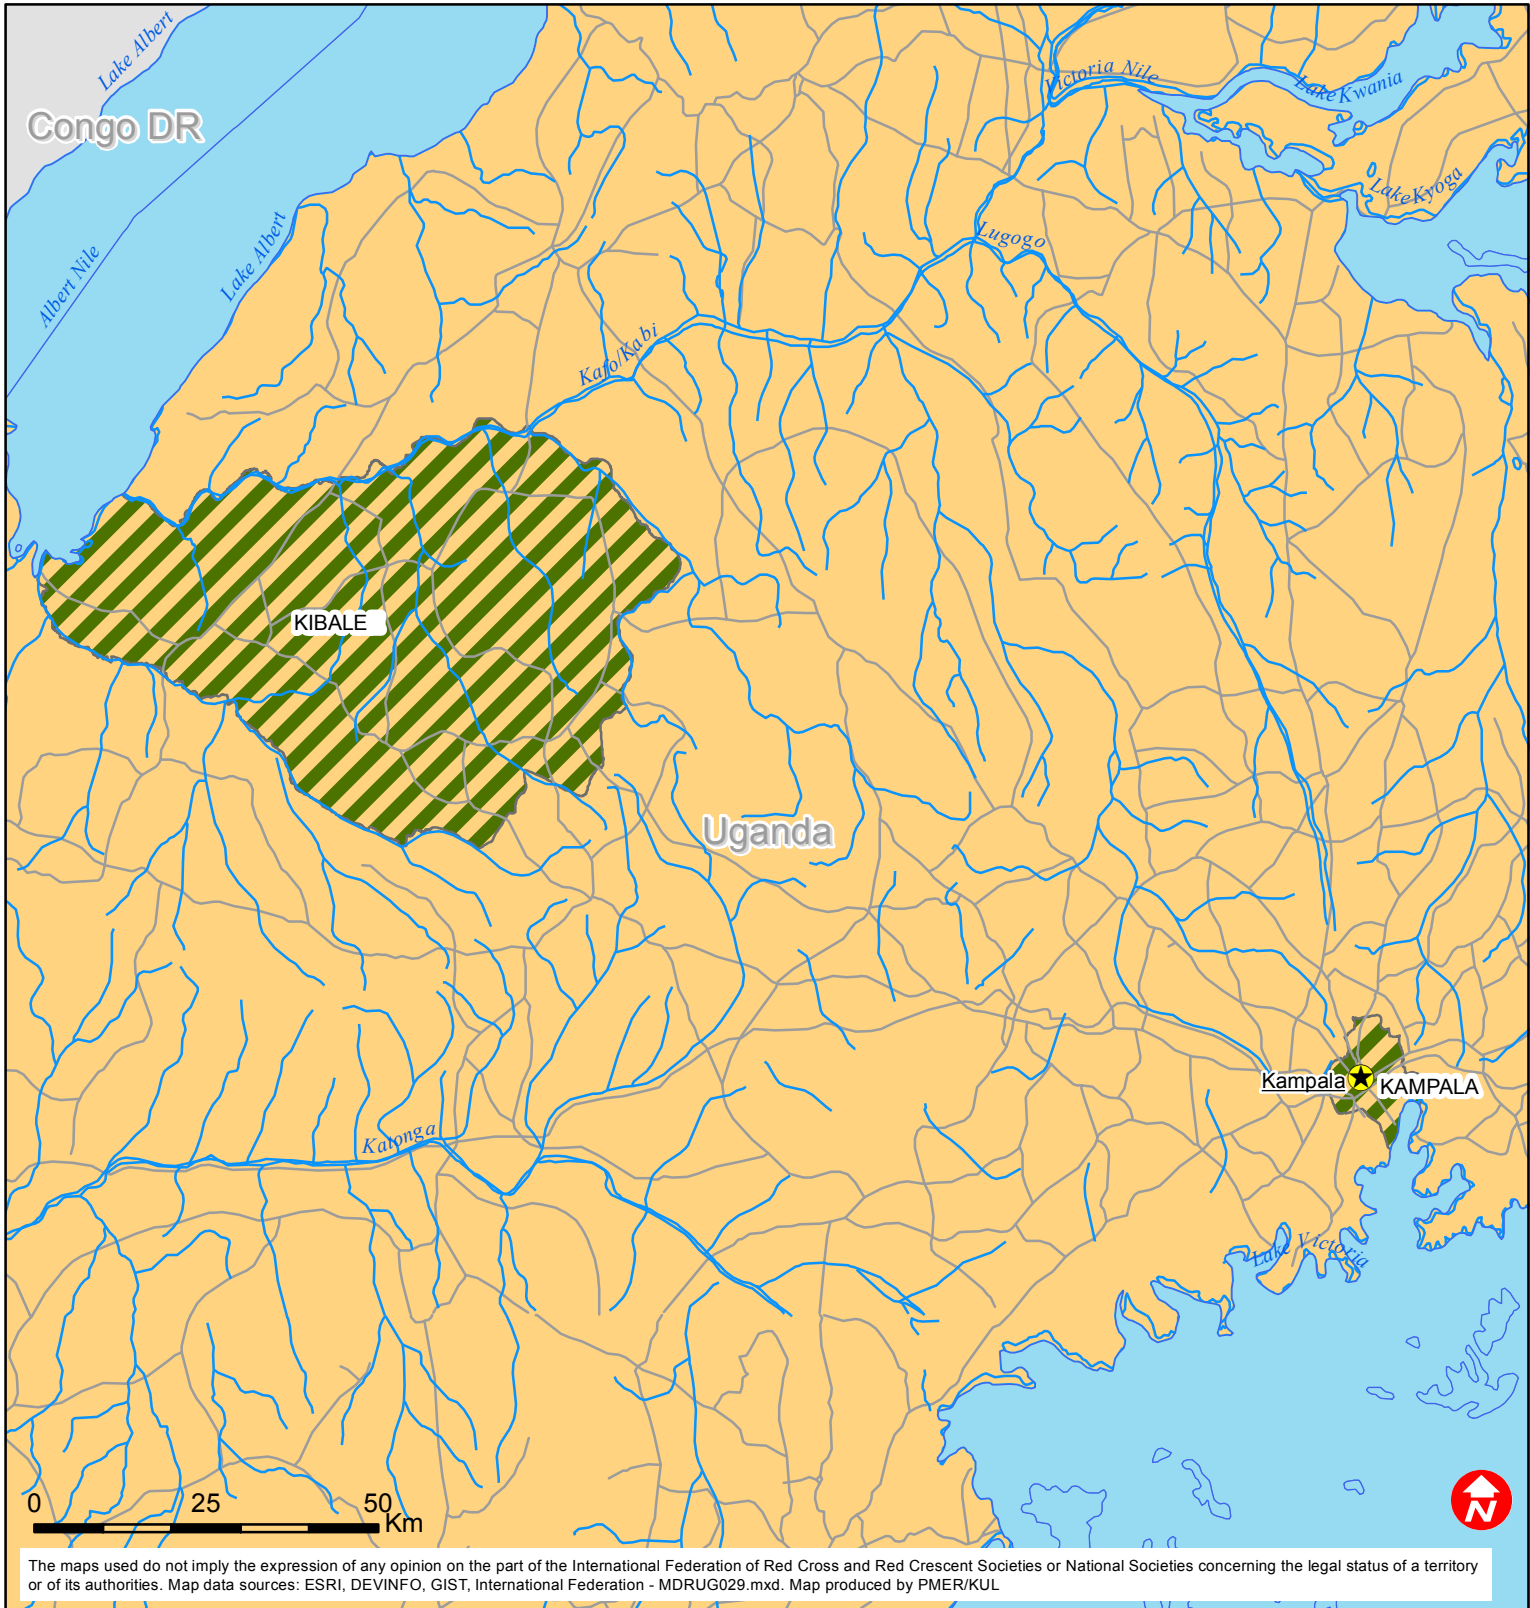 Lake Albert
Congo DR
Victoria Nile
Lake Kwania
Lake Kyoga
Lake Albert
Albert Nile
Lugogo
Kafo/Kabi
KIBALE
Uganda
Kampala
KAMPALA
Katonga
Lake Victoria
0 25 50
Km
N
The maps used do not imply the expression of any opinion on the part of the International Federation of Red Cross and Red Crescent Societies or National Societies concerning the legal status of a territory
or of its authorities. Map data sources: ESRI, DEVINFO, GIST, International Federation - MDRUG029.mxd. Map produced by PMER/KUL